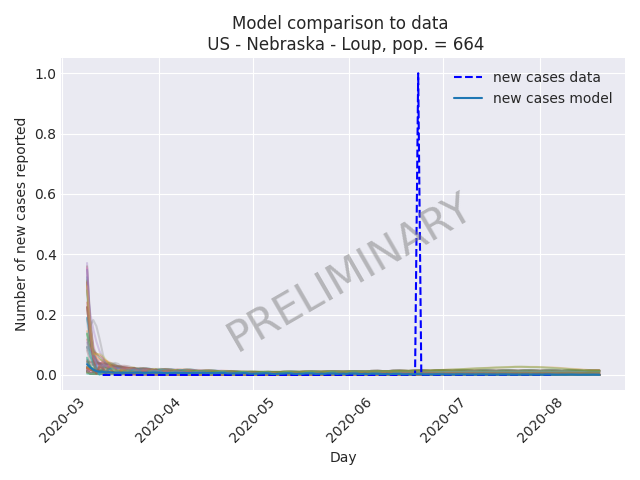 Model comparison to data
US - Nebraska - Loup, pop. = 664
new cases data
new cases model
1.0
0.8
0.6
0.4
0.2
0.0
Number of new cases reported
PRELIMINARY
2020-03
2020-04
2020-05
2020-06
2020-07
2020-08
Day